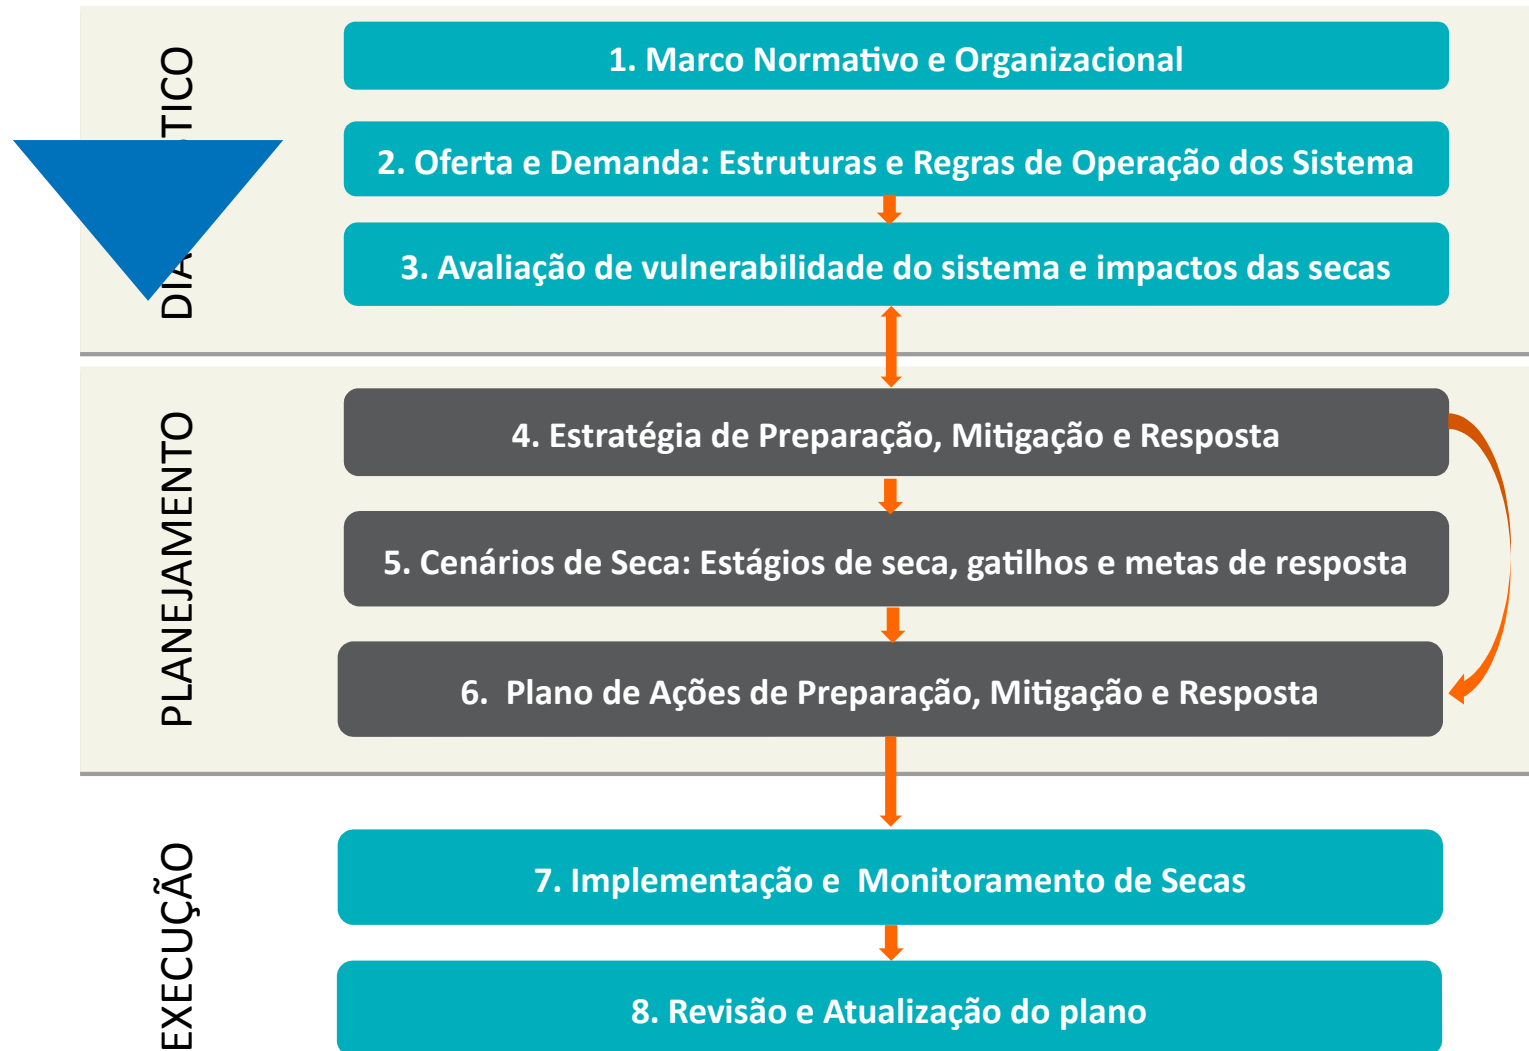 1. Marco Normativo e Organizacional
2. Oferta e Demanda: Estruturas e Regras de Operação dos Sistema
3. Avaliação de vulnerabilidade do sistema e impactos das secas
PLANEJAMENTO
4. Estratégia de Preparação, Mitigação e Resposta
5. Cenários de Seca: Estágios de seca, gatilhos e metas de resposta
6. Plano de Ações de Preparação, Mitigação e Resposta
EXECUÇÃO
7. Implementação e Monitoramento de Secas
8. Revisão e Atualização do plano